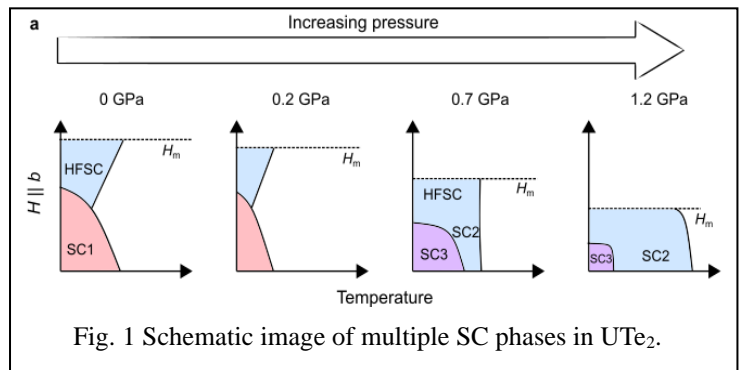 a
Increasing pressure
0 GPa
0.2 GPa
0.7 GPa
1.2 GPa
H || b
HFSC
SC1
Hm
Hm
HFSC
SC2
SC3
Hm
SC3
SC2
Hm
Temperature
Fig. 1 Schematic image of multiple SC phases in UTe₂.